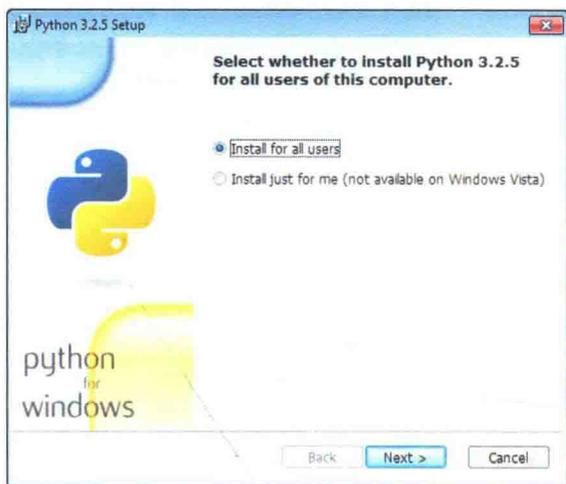 Python 3.2.5 Setup
Select whether to install Python 3.2.5
for all users of this computer.
Install for all users
Install just for me (not available on Windows Vista)
python
for
windows
Back
Next >
Cancel